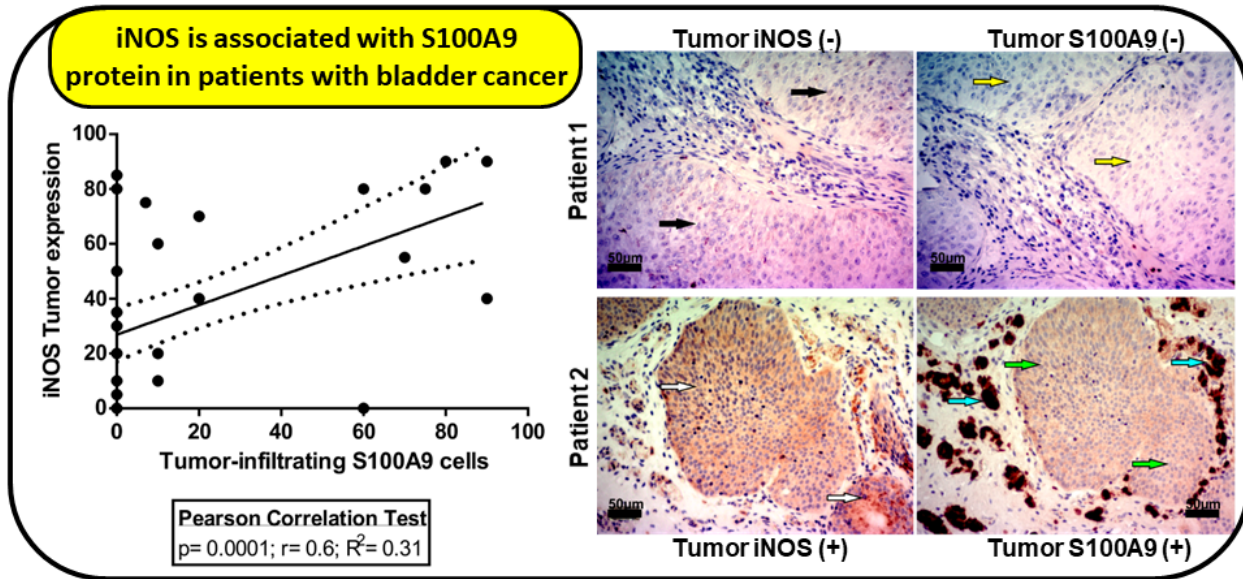 iNOS is associated with S100A9
protein in patients with bladder cancer
iNOS Tumor expression
100
80
60
40
20
0
0 20 40 60 80 100
Tumor-infiltrating S100A9 cells
Pearson Correlation Test
p= 0.0001; r= 0.6; R²= 0.31
Tumor iNOS (-)
Tumor S100A9 (-)
Patient 1
50µm
50µm
Patient 2
50µm
50µm
Tumor iNOS (+)
Tumor S100A9 (+)